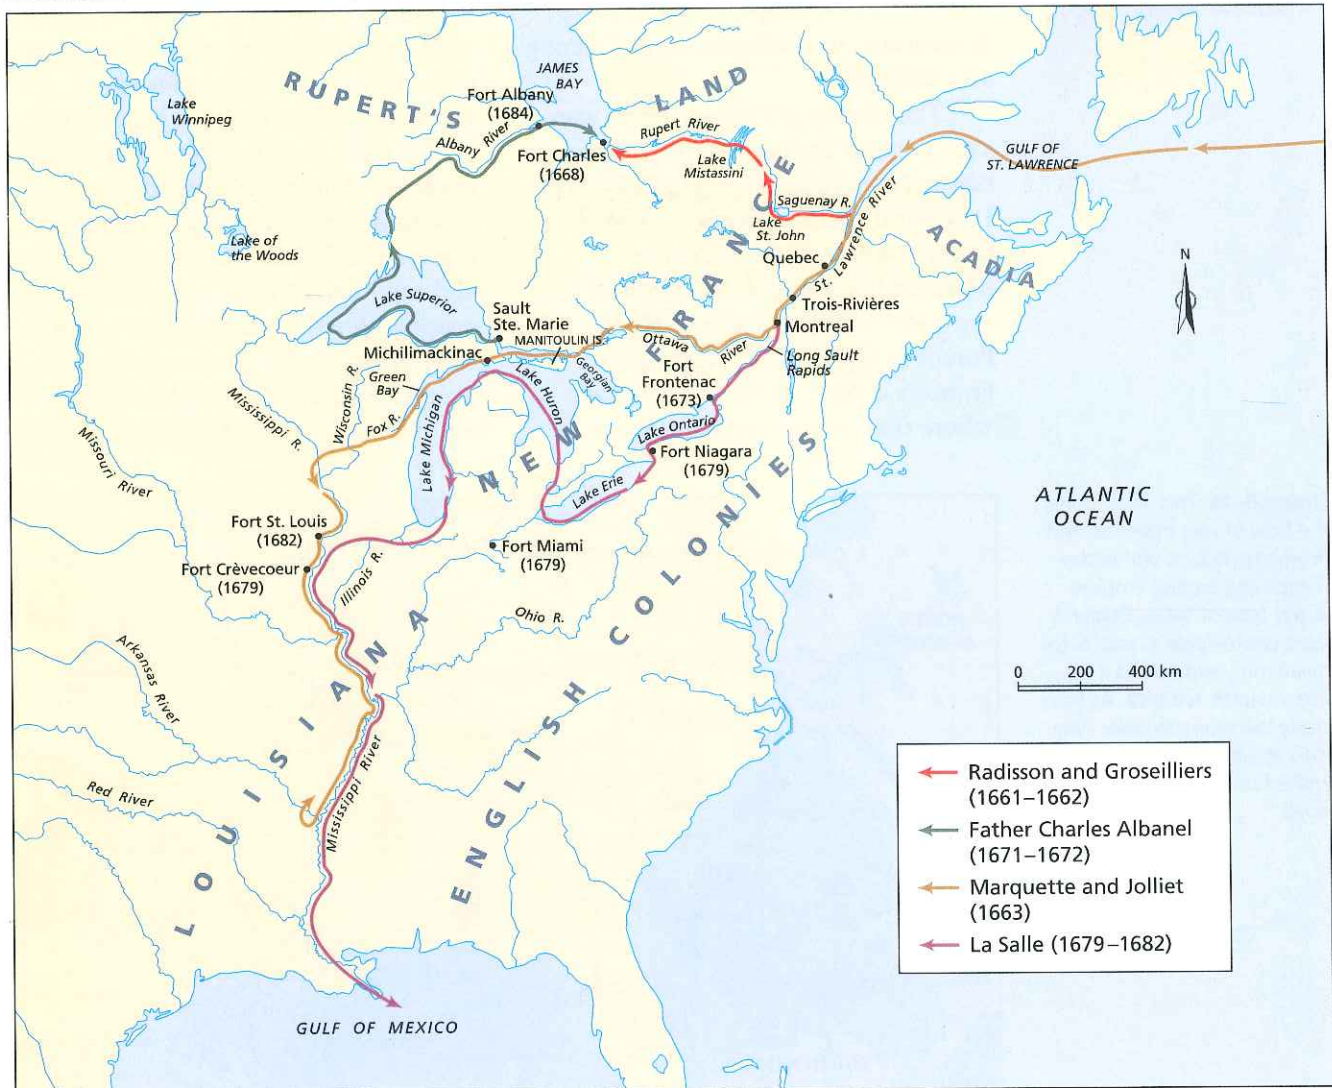 RUPERT'S
LAND
JAMES
BAY
Fort Albany
(1684)
Albany River
Fort Charles
(1668)
Rupert River
Lake
Mistassini
Lake
Winnipeg
Lake of
the Woods
Saguenay R.
Lake
St. John
St. Lawrence River
GULF OF
ST. LAWRENCE
ACADIA
N
Quebec
Trois-Rivières
Montreal
Long Sault
Rapids
Ottawa
River
NEW FRANCE
Lake Superior
Sault
Ste. Marie
MANITOULIN IS.
Michilimackinac
Georgian
Bay
Green
Bay
Fox R.
Wisconsin R.
Mississippi R.
Missouri River
Lake Michigan
Lake Huron
Fort
Frontenac
(1673)
Lake Ontario
Fort Niagara
(1679)
Lake Erie
ATLANTIC
OCEAN
Fort St. Louis
(1682)
Fort Crèvecoeur
(1679)
Illinois R.
Fort Miami
(1679)
Ohio R.
ENGLISH COLONIES
LOUISIANA
Arkansas River
Red River
Mississippi River
GULF OF MEXICO
0 200 400 km
Radisson and Groseilliers
(1661–1662)
Father Charles Albanel
(1671–1672)
Marquette and Jolliet
(1663)
La Salle (1679–1682)